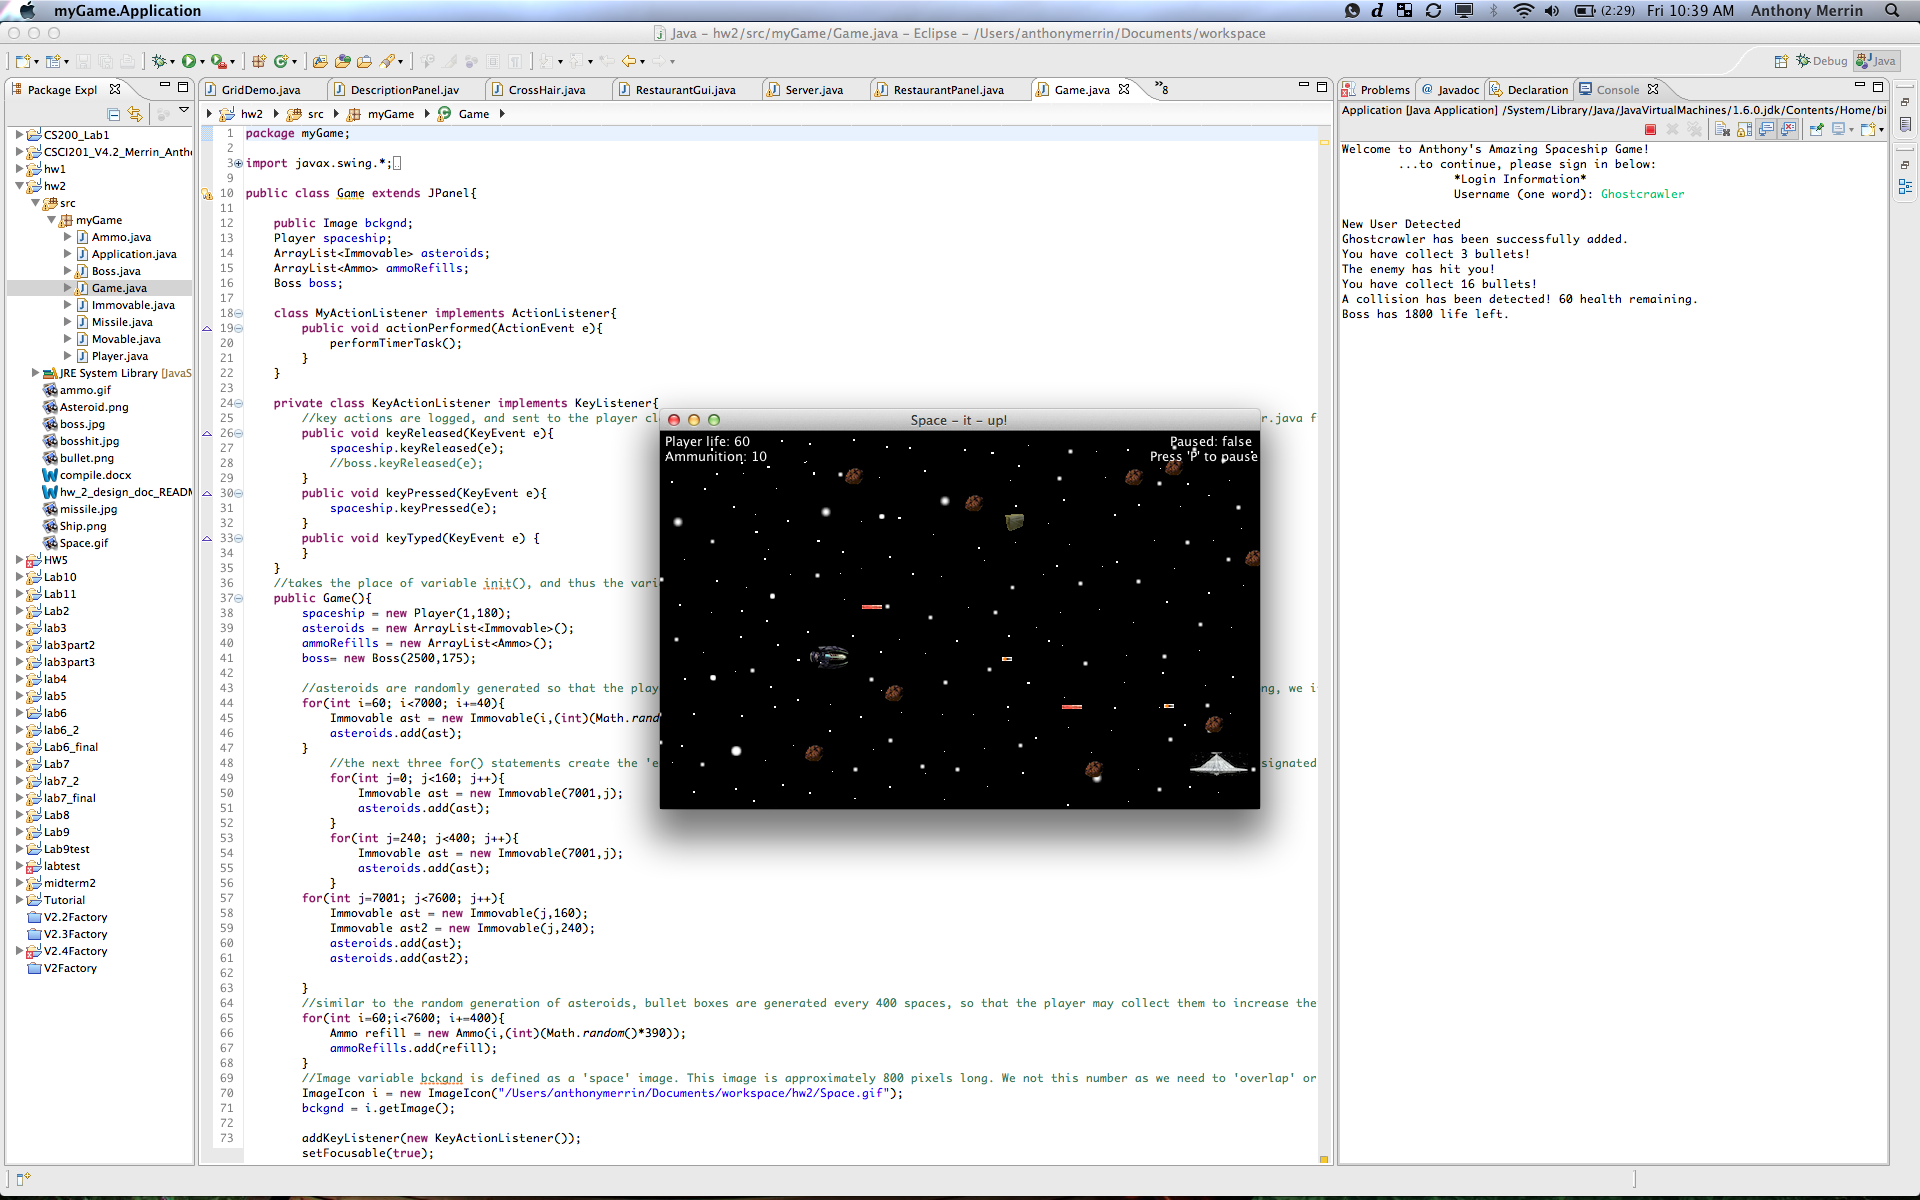 myGame.Application
(2:29) Fri 10:39 AM Anthony Merrin
Java – hw2/src/myGame/Game.java – Eclipse – /Users/anthonymerrin/Documents/workspace
Debug Java
Package Expl
GridDemo.java DescriptionPanel.jav CrossHair.java RestaurantGui.java Server.java RestaurantPanel.java Game.java »8
Problems @ Javadoc Declaration Console
hw2 src myGame Game
Application [Java Application] /System/Library/Java/JavaVirtualMachines/1.6.0.jdk/Contents/Home/bi
CS200_Lab1
CSCI201_V4.2_Merrin_Anth
hw1
hw2
src
myGame
Ammo.java
Application.java
Boss.java
Game.java
Immovable.java
Missile.java
Movable.java
Player.java
JRE System Library [JavaS
ammo.gif
Asteroid.png
boss.jpg
bosshit.jpg
bullet.png
compile.docx
hw_2_design_doc_READM
missile.jpg
Ship.png
Space.gif
HW5
Lab10
Lab11
Lab2
lab3
lab3part2
lab3part3
lab4
lab5
lab6
lab6_2
Lab6_final
Lab7
lab7_2
lab7_final
Lab8
Lab9
Lab9test
labtest
midterm2
Tutorial
V2.2Factory
V2.3Factory
V2.4Factory
V2Factory
1 package myGame;
2
3 import javax.swing.*;
9
10 public class Game extends JPanel{
11
12 public Image bckgnd;
13 Player spaceship;
14 ArrayList<Immovable> asteroids;
15 ArrayList<Ammo> ammoRefills;
16 Boss boss;
17
18 class MyActionListener implements ActionListener{
19 public void actionPerformed(ActionEvent e){
20 performTimerTask();
21 }
22 }
23
24 private class KeyActionListener implements KeyListener{
25 //key actions are logged, and sent to the player cl r.java f
26 public void keyReleased(KeyEvent e){
27 spaceship.keyReleased(e);
28 //boss.keyReleased(e);
29 }
30 public void keyPressed(KeyEvent e){
31 spaceship.keyPressed(e);
32 }
33 public void keyTyped(KeyEvent e) {
34 }
35 }
36 //takes the place of variable init(), and thus the vari
37 public Game(){
38 spaceship = new Player(1,180);
39 asteroids = new ArrayList<Immovable>();
40 ammoRefills = new ArrayList<Ammo>();
41 boss= new Boss(2500,175);
42
43 //asteroids are randomly generated so that the play ng, we i
44 for(int i=60; i<7000; i+=40){
45 Immovable ast = new Immovable(i,(int)(Math.rand
46 asteroids.add(ast);
47 }
48 //the next three for() statements create the 'e signated
49 for(int j=0; j<160; j++){
50 Immovable ast = new Immovable(7001,j);
51 asteroids.add(ast);
52 }
53 for(int j=240; j<400; j++){
54 Immovable ast = new Immovable(7001,j);
55 asteroids.add(ast);
56 }
57 for(int j=7001; j<7600; j++){
58 Immovable ast = new Immovable(j,160);
59 Immovable ast2 = new Immovable(j,240);
60 asteroids.add(ast);
61 asteroids.add(ast2);
62
63 }
64 //similar to the random generation of asteroids, bullet boxes are generated every 400 spaces, so that the player may collect them to increase the
65 for(int i=60;i<7600; i+=400){
66 Ammo refill = new Ammo(i,(int)(Math.random()*390));
67 ammoRefills.add(refill);
68 }
69 //Image variable bckgnd is defined as a 'space' image. This image is approximately 800 pixels long. We not this number as we need to 'overlap' or
70 ImageIcon i = new ImageIcon("/Users/anthonymerrin/Documents/workspace/hw2/Space.gif");
71 bckgnd = i.getImage();
72
73 addKeyListener(new KeyActionListener());
setFocusable(true);
Space – it – up!
Player life: 60 Paused: false
Ammunition: 10 Press 'P' to pause
Welcome to Anthony's Amazing Spaceship Game!
...to continue, please sign in below:
*Login Information*
Username (one word): Ghostcrawler
New User Detected
Ghostcrawler has been successfully added.
You have collect 3 bullets!
The enemy has hit you!
You have collect 16 bullets!
A collision has been detected! 60 health remaining.
Boss has 1800 life left.